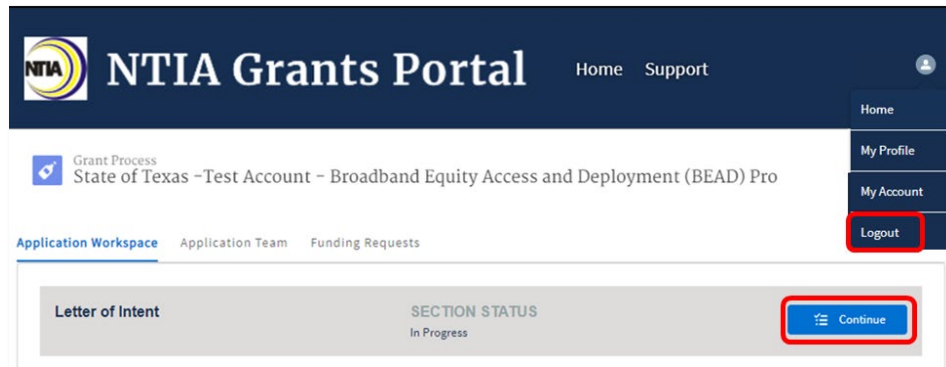 NTIA
NTIA Grants Portal
Home Support
Home
My Profile
My Account
Logout
Grant Process
State of Texas -Test Account - Broadband Equity Access and Deployment (BEAD) Pro
Application Workspace Application Team Funding Requests
Letter of Intent
SECTION STATUS
In Progress
Continue